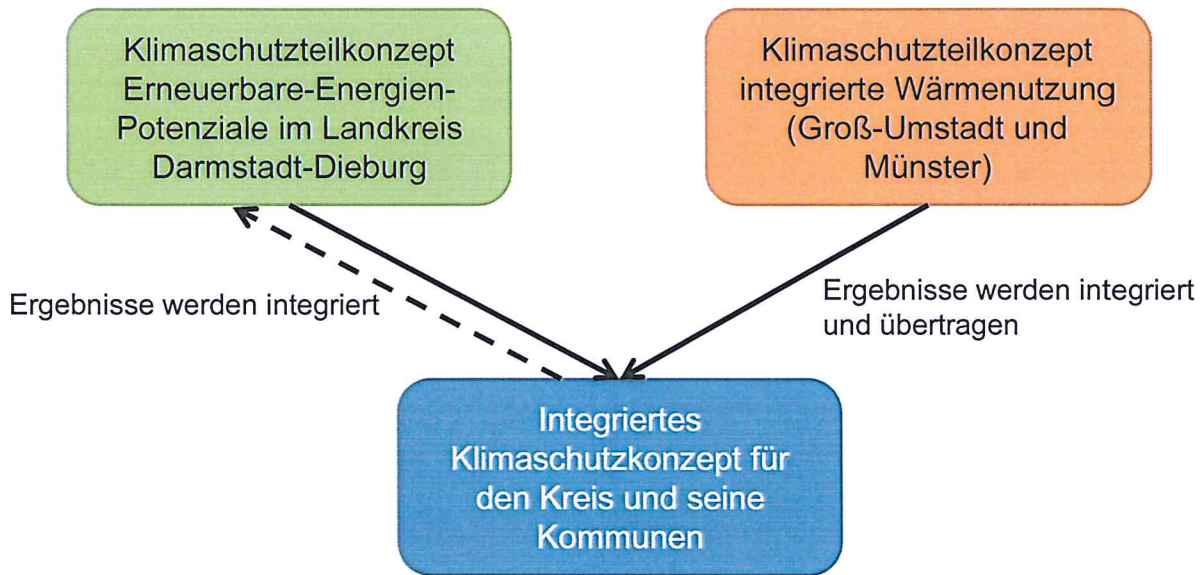 Klimaschutzteilkonzept
Erneuerbare-Energien-
Potenziale im Landkreis
Darmstadt-Dieburg
Klimaschutzteilkonzept
integrierte Wärmenutzung
(Groß-Umstadt und
Münster)
Ergebnisse werden integriert
Ergebnisse werden integriert
und übertragen
Integriertes
Klimaschutzkonzept für
den Kreis und seine
Kommunen